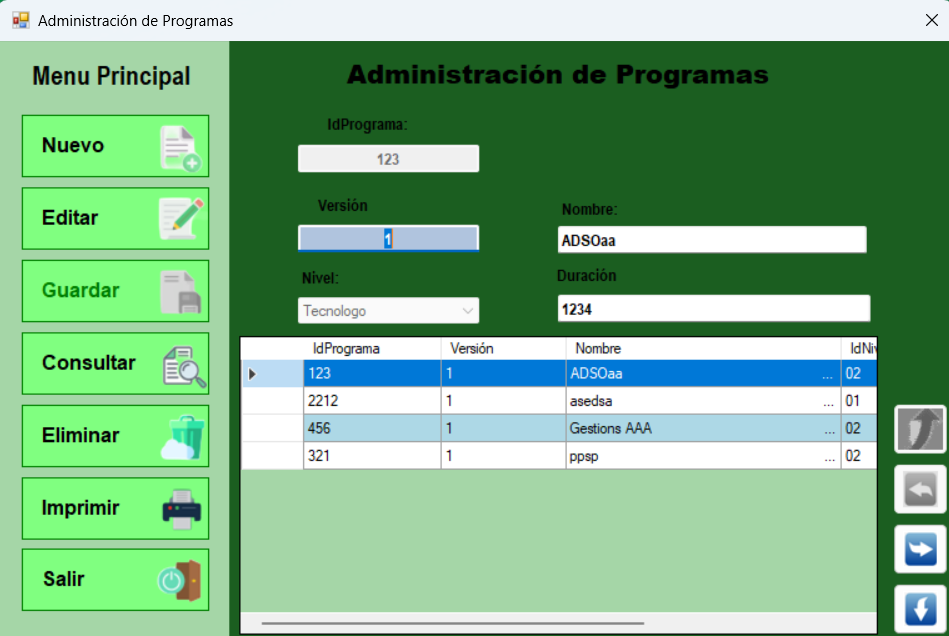 Administración de Programas
Menu Principal
Nuevo
Editar
Guardar
Consultar
Eliminar
Imprimir
Salir
Administración de Programas
IdPrograma:
123
Versión
1
Nombre:
ADSOaa
Nivel:
Tecnologo
Duración
1234
IdPrograma Versión Nombre IdNiv
123 1 ADSOaa ... 02
2212 1 asedsa ... 01
456 1 Gestions AAA ... 02
321 1 ppsp ... 02